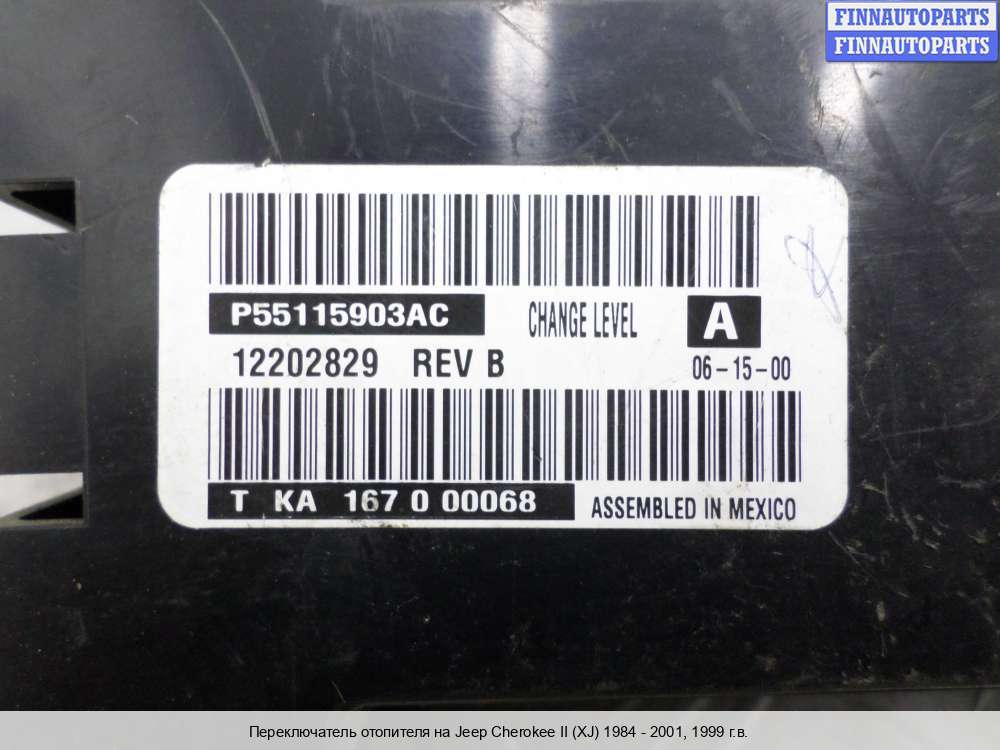 FINNAUTOPARTS
FINNAUTOPARTS
P55115903AC CHANGE LEVEL A
12202829 REV B 06-15-00
T KA 167 0 00068 ASSEMBLED IN MEXICO
Переключатель отопителя на Jeep Cherokee II (XJ) 1984 - 2001, 1999 г.в.